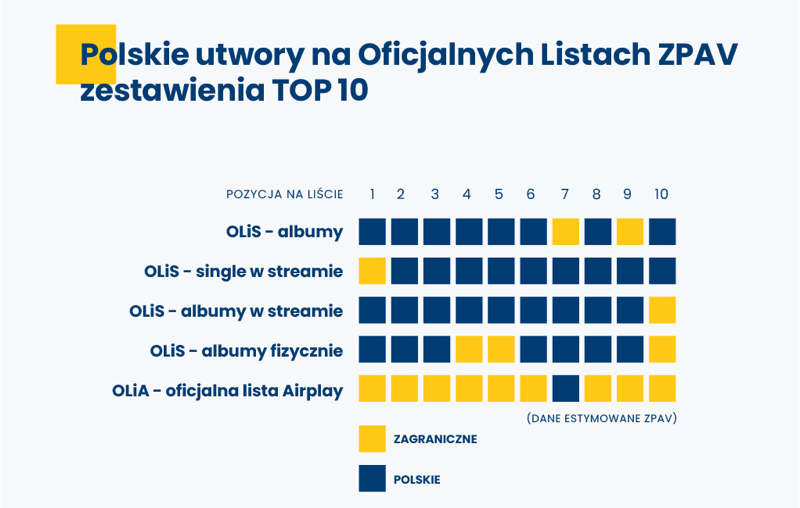 Polskie utwory na Oficjalnych Listach ZPAV
zestawienia TOP 10
POZYCJA NA LIŚCIE 1 2 3 4 5 6 7 8 9 10
OLiS - albumy
OLiS - single w streamie
OLiS - albumy w streamie
OLiS - albumy fizycznie
OLiA - oficjalna lista Airplay
(DANE ESTYMOWANE ZPAV)
ZAGRANICZNE
POLSKIE